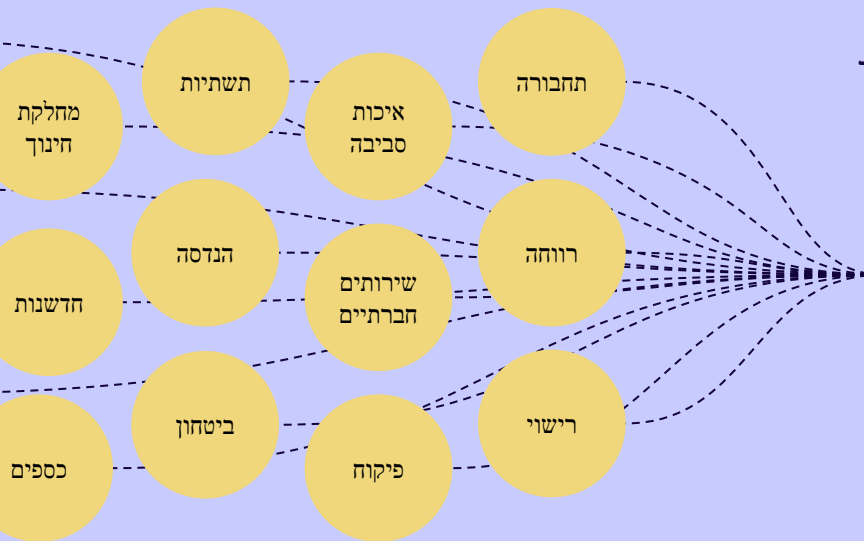 תחבורה
איכות
סביבה
תשתיות
מחלקת
חינוך
רווחה
שירותים
חברתיים
הנדסה
חדשנות
רישוי
פיקוח
ביטחון
כספים